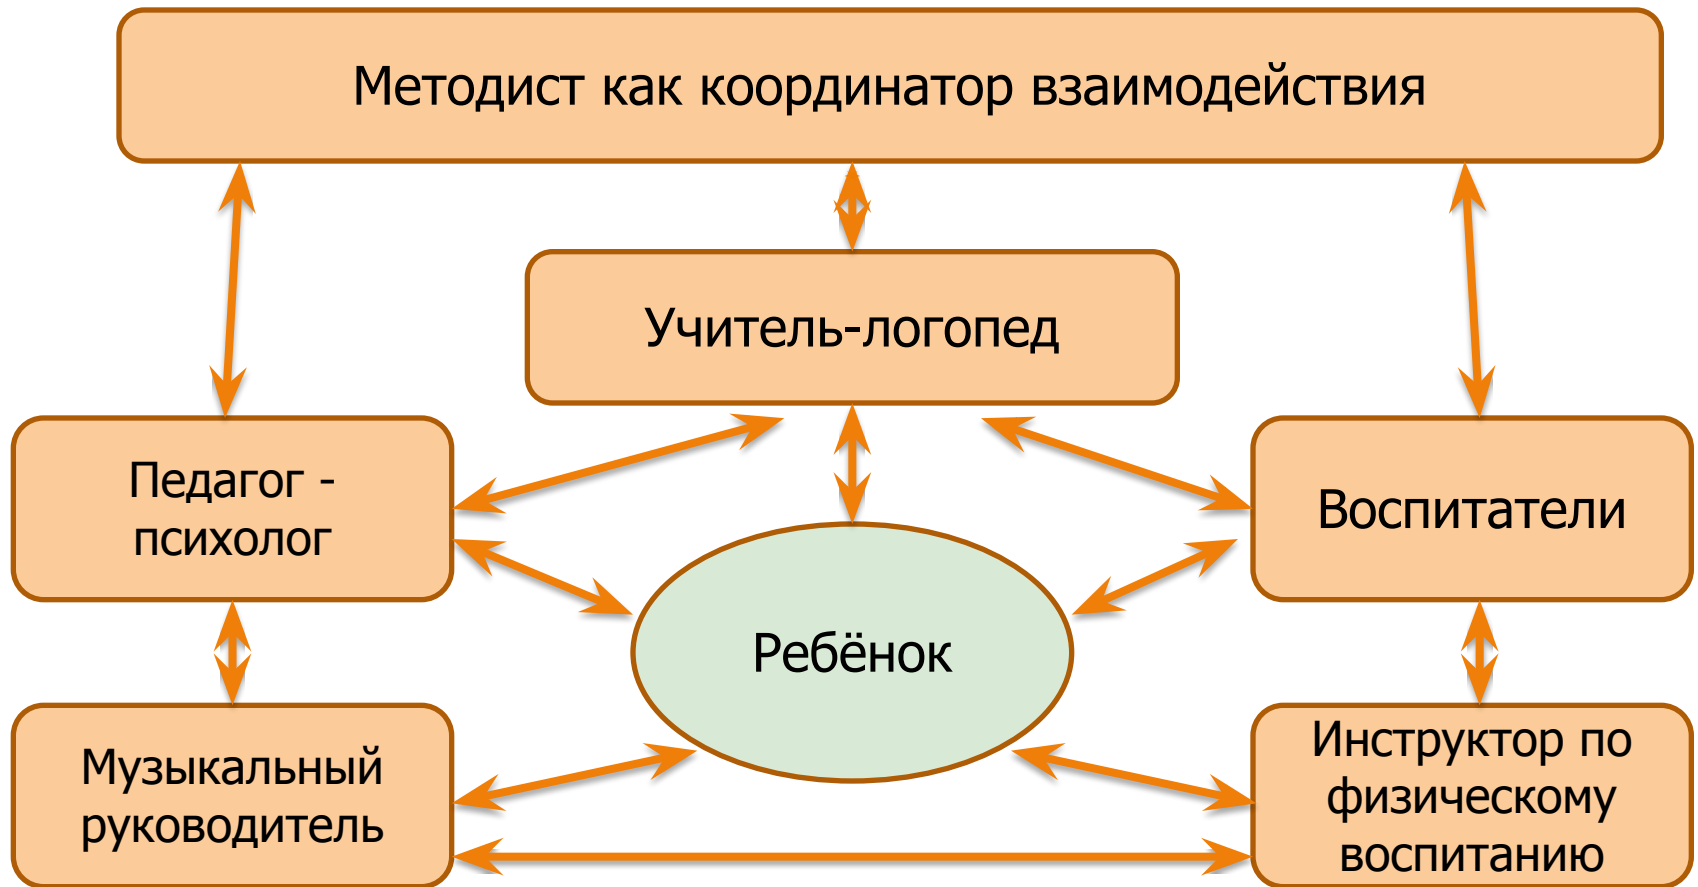 Методист как координатор взаимодействия
Учитель-логопед
Педагог -
психолог
Воспитатели
Ребёнок
Музыкальный
руководитель
Инструктор по
физическому
воспитанию